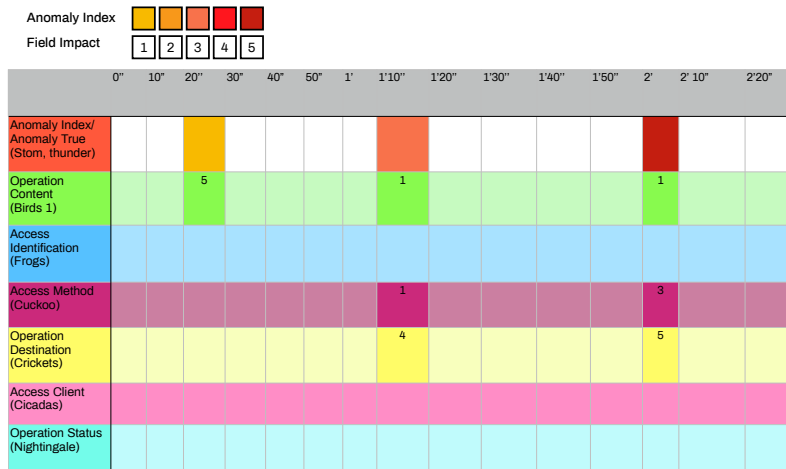 Anomaly Index
Field Impact
1 2 3 4 5
0” 10” 20’’ 30” 40” 50” 1’ 1’10’’ 1’20’’ 1’30’’ 1’40’’ 1’50’’ 2’ 2’ 10” 2’20”
Anomaly Index/
Anomaly True
(Stom, thunder)
Operation
Content
(Birds 1)
5 1 1
Access
Identification
(Frogs)
Access Method
(Cuckoo)
1 3
Operation
Destination
(Crickets)
4 5
Access Client
(Cicadas)
Operation Status
(Nightingale)